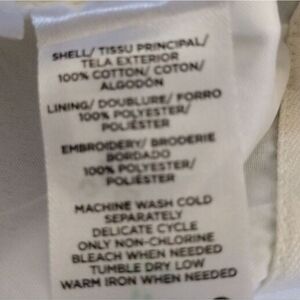 SHELL/ TISSU PRINCIPAL/
TELA EXTERIOR
100% COTTON/ COTON/
ALGODÓN
LINING/ DOUBLURE/ FORRO
100% POLYESTER/
POLIÉSTER
EMBROIDERY/ BRODERIE
BORDADO
100% POLYESTER/
POLIÉSTER
MACHINE WASH COLD
SEPARATELY
DELICATE CYCLE
ONLY NON-CHLORINE
BLEACH WHEN NEEDED
TUMBLE DRY LOW
WARM IRON WHEN NEEDED